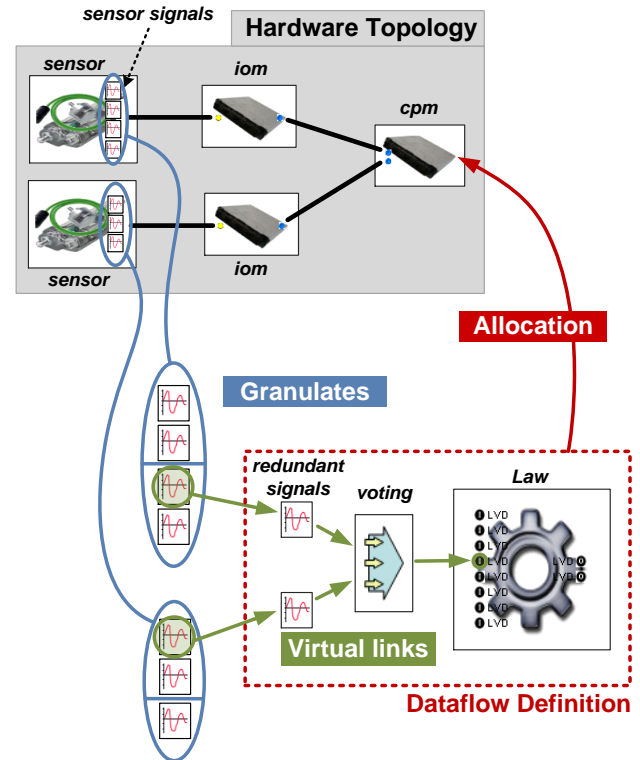 sensor signals
Hardware Topology
sensor
iom
cpm
sensor
iom
Allocation
Granulates
redundant
signals
voting
Law
I LVD
I LVD
I LVD
I LVD LVD O
I LVD LVD O
I LVD
I LVD
I LVD
Virtual links
Dataflow Definition